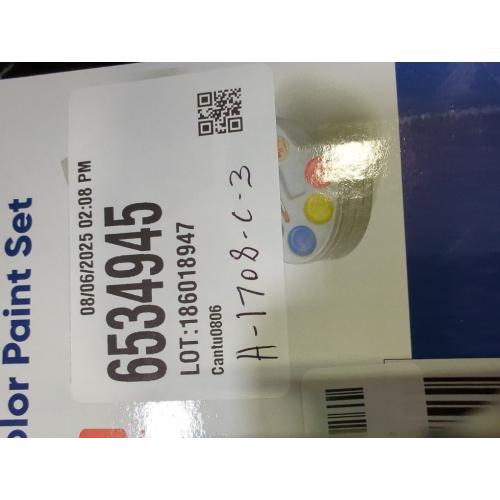 08/06/2025 02:08 PM
6534945
LOT:186018947
Cantu0806
A-1708-C-3
olor Paint Set